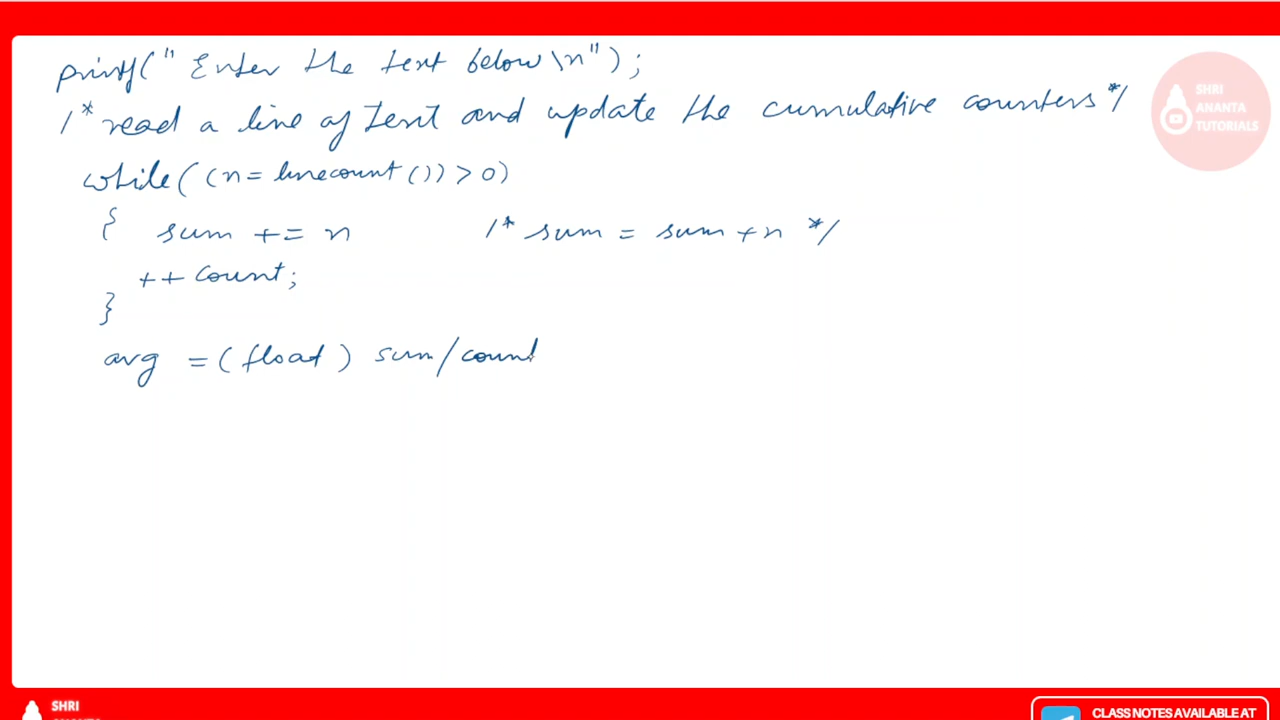 printf(" Enter the text below \n");
/* read a line of text and update the cumulative counters */
while((n= linecount ()) > 0)
{ sum += n /* sum = sum + n */
++ count;
}
avg = (float) sum/count
SHRI
ANANTA
TUTORIALS
SHRI
CLASS NOTES AVAILABLE AT